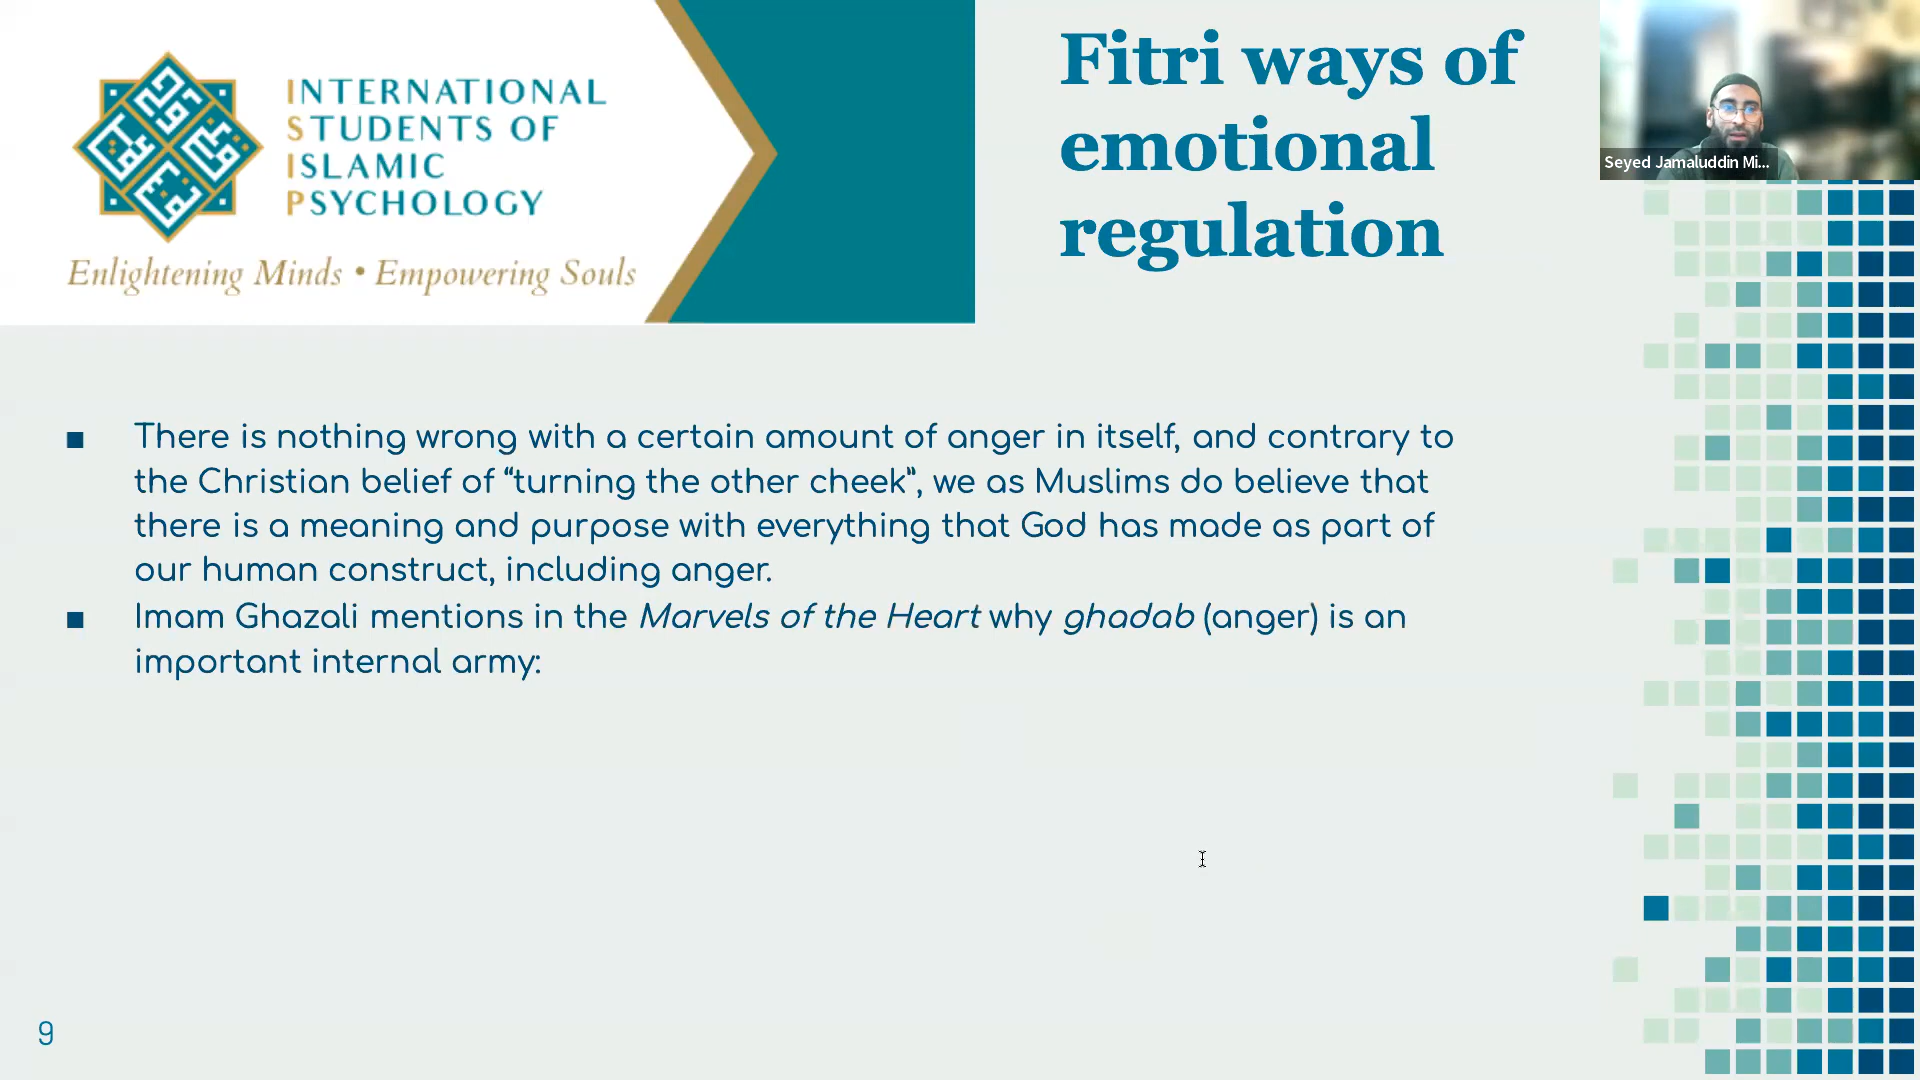 INTERNATIONAL
STUDENTS OF
ISLAMIC
PSYCHOLOGY
Enlightening Minds • Empowering Souls
Fitri ways of
emotional
regulation
Seyed Jamaluddin Mi...
■ There is nothing wrong with a certain amount of anger in itself, and contrary to
the Christian belief of “turning the other cheek”, we as Muslims do believe that
there is a meaning and purpose with everything that God has made as part of
our human construct, including anger.
■ Imam Ghazali mentions in the Marvels of the Heart why ghadab (anger) is an
important internal army:
9